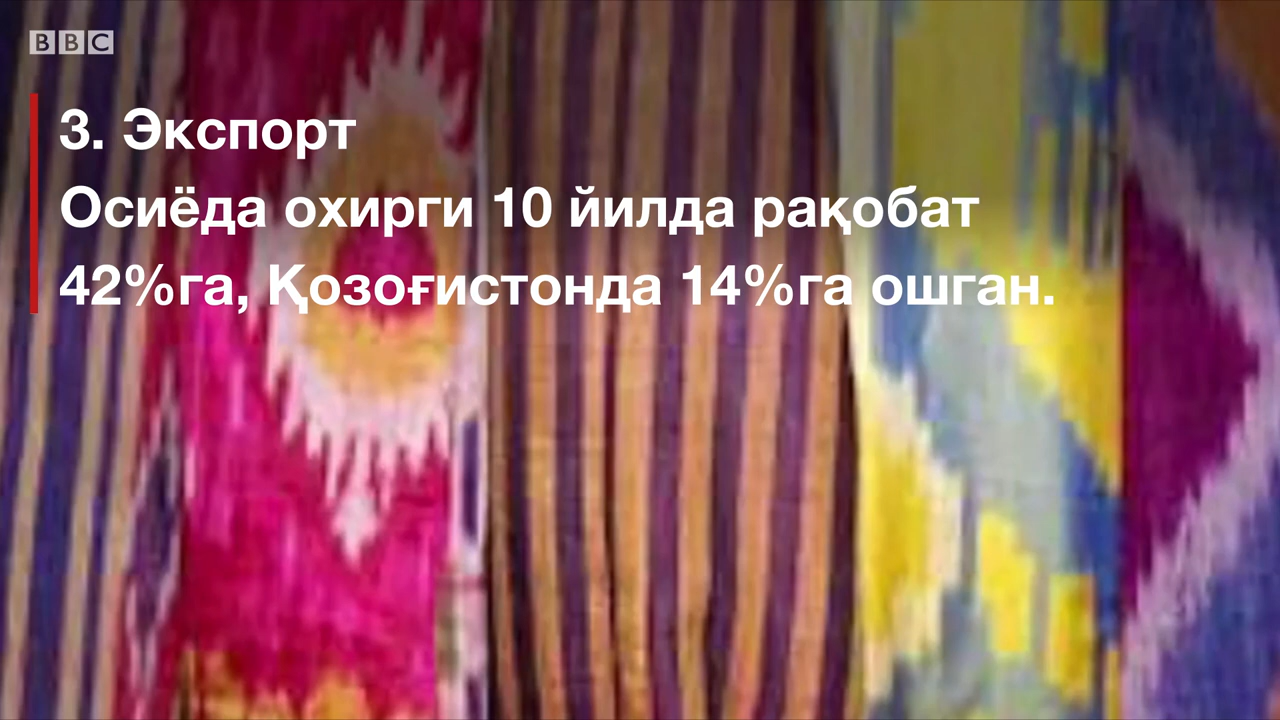 BBC
3. Экспорт
Осиёда охирги 10 йилда рақобат
42%га, Қозоғистонда 14%га ошган.